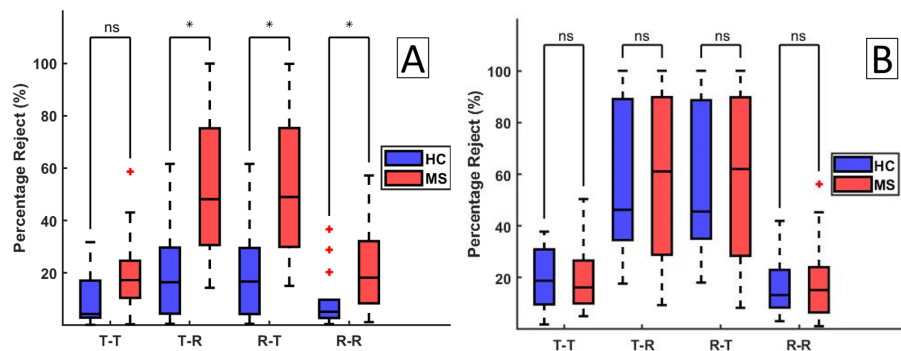 ns * * *
A
100
80
60
40
20
Percentage Reject (%)
HC
MS
T-T T-R R-T R-R
ns ns ns ns
B
100
80
60
40
20
Percentage Reject (%)
HC
MS
T-T T-R R-T R-R